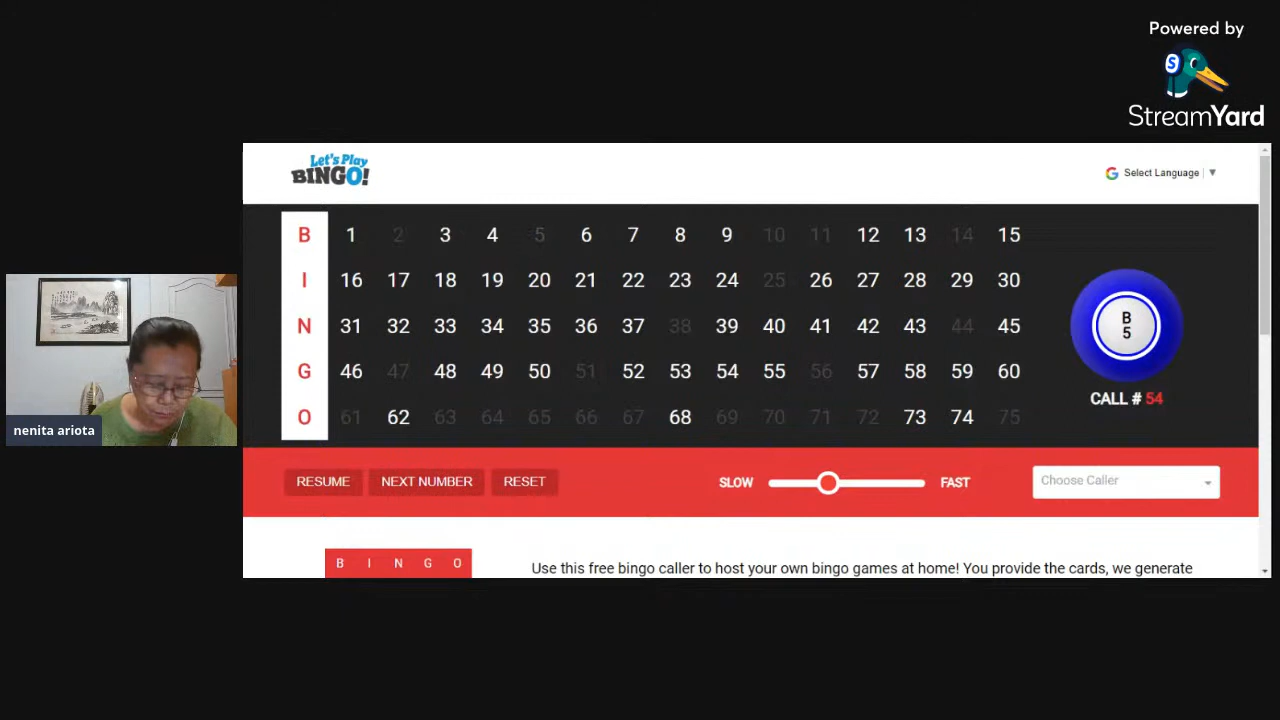 Powered by
S
StreamYard
Let's Play
BINGO!
G Select Language ▼
B 1 2 3 4 5 6 7 8 9 10 11 12 13 14 15
I 16 17 18 19 20 21 22 23 24 25 26 27 28 29 30
N 31 32 33 34 35 36 37 38 39 40 41 42 43 44 45
G 46 47 48 49 50 51 52 53 54 55 56 57 58 59 60
O 61 62 63 64 65 66 67 68 69 70 71 72 73 74 75
B
5
CALL # 54
nenita ariota
RESUME NEXT NUMBER RESET SLOW FAST Choose Caller
B I N G O
Use this free bingo caller to host your own bingo games at home! You provide the cards, we generate